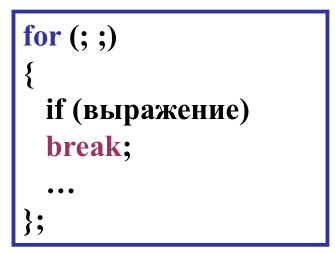 for (; ;)
{
if (выражение)
break;
…
};